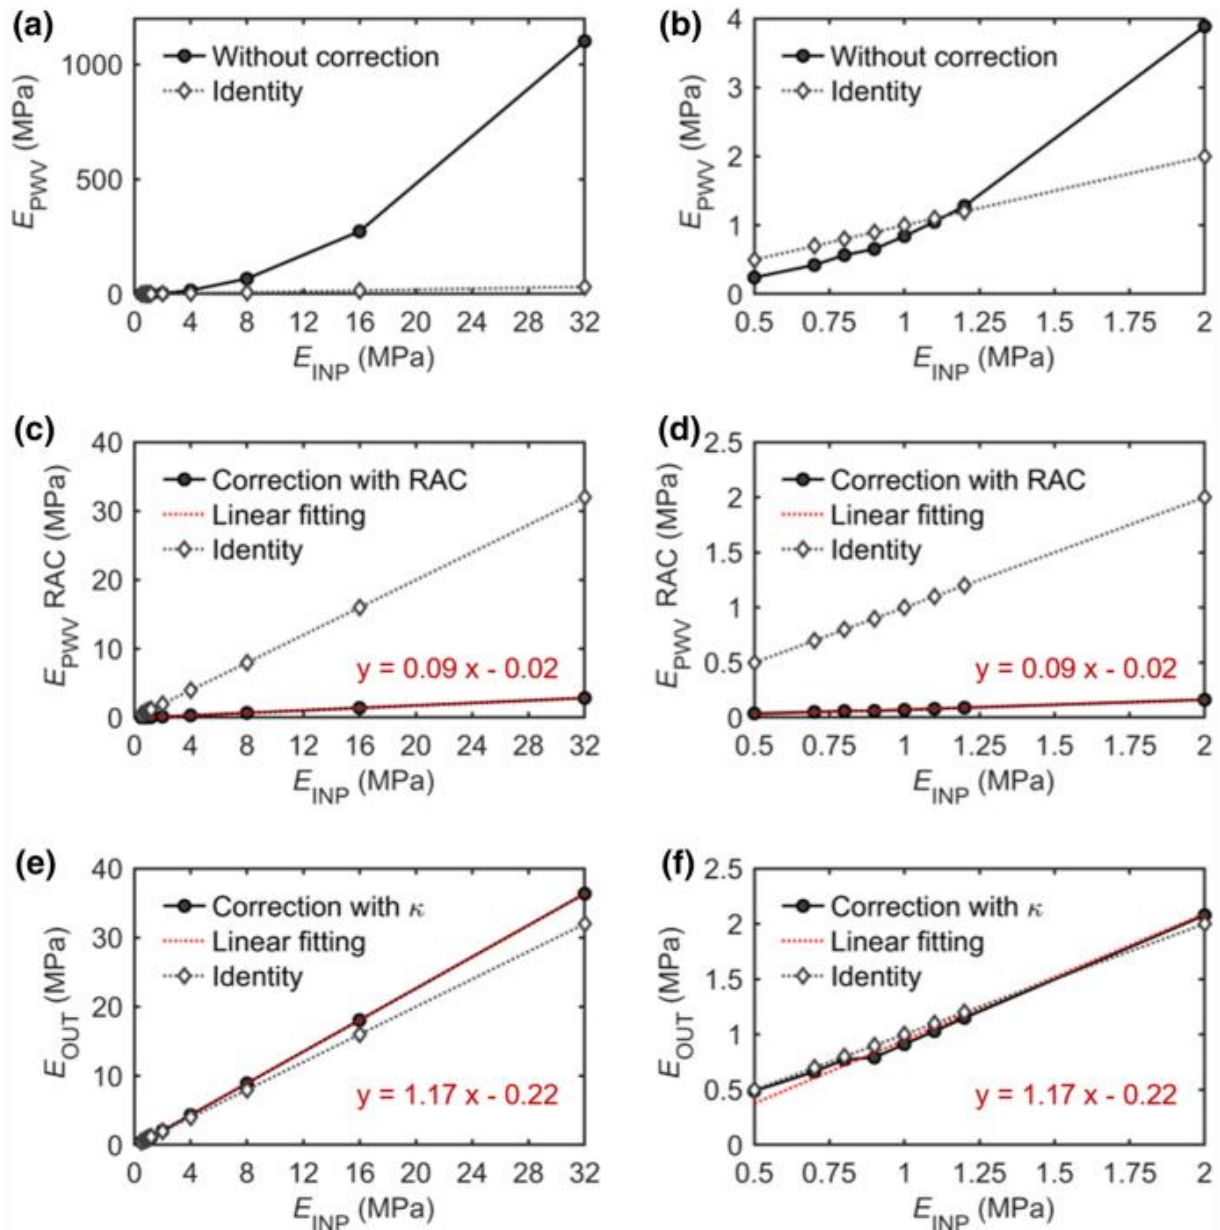 (a)
1000
500
0
E_PWV (MPa)
Without correction
Identity
0 4 8 12 16 20 24 28 32
E_INP (MPa)
(b)
4
3
2
1
0
E_PWV (MPa)
Without correction
Identity
0.5 0.75 1 1.25 1.5 1.75 2
E_INP (MPa)
(c)
40
30
20
10
0
E_PWV RAC (MPa)
Correction with RAC
Linear fitting
Identity
y = 0.09 x - 0.02
0 4 8 12 16 20 24 28 32
E_INP (MPa)
(d)
2.5
2
1.5
1
0.5
0
E_PWV RAC (MPa)
Correction with RAC
Linear fitting
Identity
y = 0.09 x - 0.02
0.5 0.75 1 1.25 1.5 1.75 2
E_INP (MPa)
(e)
40
30
20
10
0
E_OUT (MPa)
Correction with κ
Linear fitting
Identity
y = 1.17 x - 0.22
0 4 8 12 16 20 24 28 32
E_INP (MPa)
(f)
2.5
2
1.5
1
0.5
0
E_OUT (MPa)
Correction with κ
Linear fitting
Identity
y = 1.17 x - 0.22
0.5 0.75 1 1.25 1.5 1.75 2
E_INP (MPa)